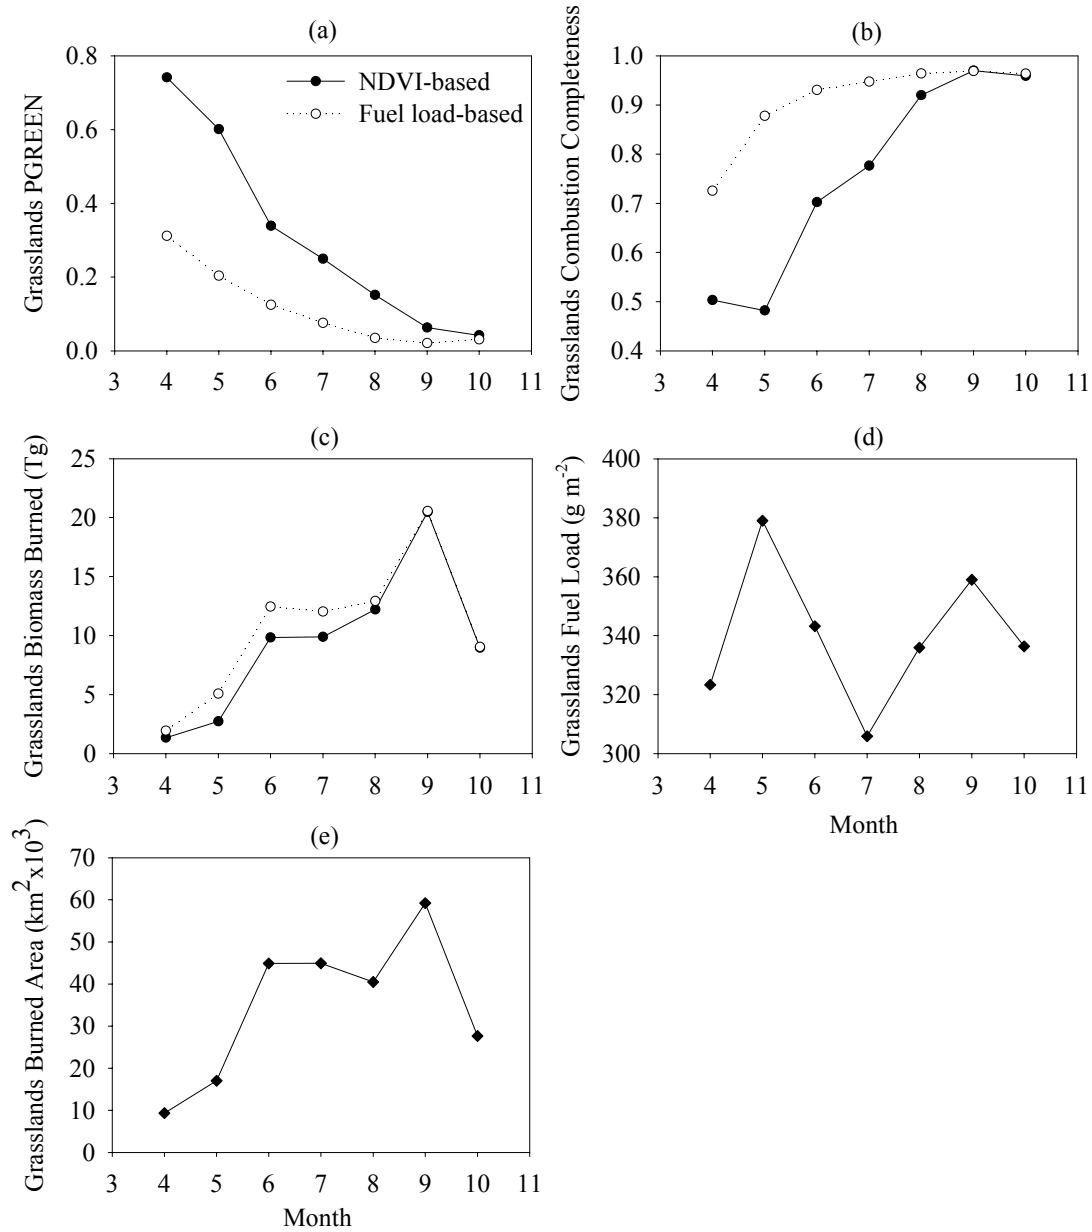 (a)
Grasslands PGREEN
0.8
0.6
0.4
0.2
0.0
NDVI-based
Fuel load-based
3 4 5 6 7 8 9 10 11
(b)
Grasslands Combustion Completeness
1.0
0.9
0.8
0.7
0.6
0.5
0.4
3 4 5 6 7 8 9 10 11
(c)
Grasslands Biomass Burned (Tg)
25
20
15
10
5
0
3 4 5 6 7 8 9 10 11
(d)
Grasslands Fuel Load (g m-2)
400
380
360
340
320
300
3 4 5 6 7 8 9 10 11
Month
(e)
Grasslands Burned Area (km2x103)
70
60
50
40
30
20
10
0
3 4 5 6 7 8 9 10 11
Month